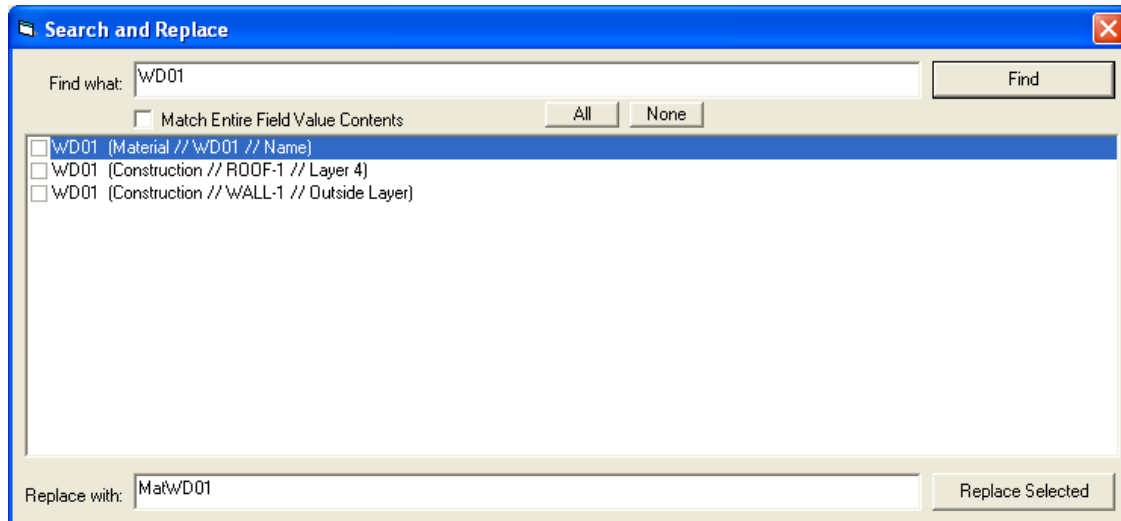 Search and Replace
Find what: WD01 Find
Match Entire Field Value Contents All None
WD01 (Material // WD01 // Name)
WD01 (Construction // ROOF-1 // Layer 4)
WD01 (Construction // WALL-1 // Outside Layer)
Replace with: MatWD01 Replace Selected